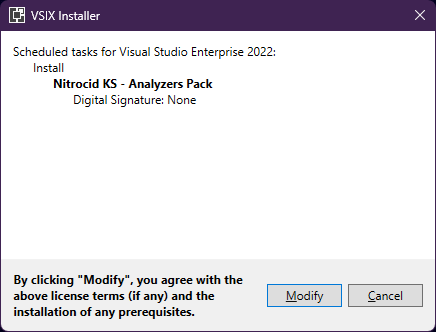 VSIX Installer
Scheduled tasks for Visual Studio Enterprise 2022:
Install
Nitrocid KS - Analyzers Pack
Digital Signature: None
By clicking "Modify", you agree with the
above license terms (if any) and the
installation of any prerequisites.
Modify
Cancel